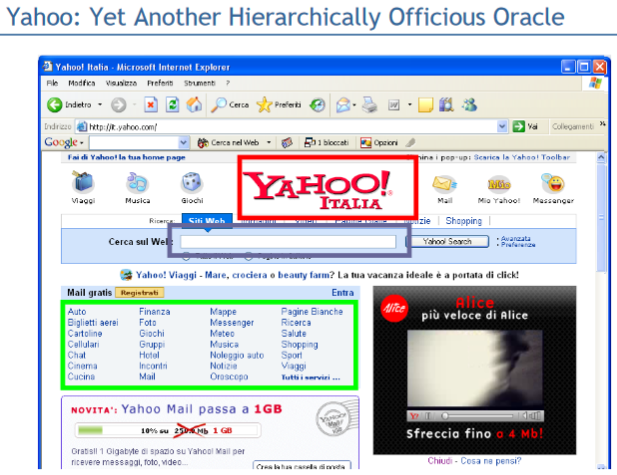 Yahoo: Yet Another Hierarchically Officious Oracle
Yahoo! Italia - Microsoft Internet Explorer
File Modifica Visualizza Preferiti Strumenti ?
Indietro Cerca Preferiti
Indirizzo http://it.yahoo.com/ Vai Collegamenti
Google Cerca nel Web 1 bloccati Opzioni
Fai di Yahoo! la tua home page i pop-up: Scarica la Yahoo! Toolbar
YAHOO!
ITALIA
Viaggi Musica Giochi Mail Mio Yahoo! Messenger
Ricerca: Siti Web Shopping
Cerca sul Web: Yahoo! Search Avanzata
Preferenze
Yahoo! Viaggi - Mare, crociera o beauty farm? La tua vacanza ideale è a portata di click!
Mail gratis Registrati Entra
Auto Finanza Mappe Pagine Bianche
Biglietti aerei Foto Messenger Ricerca
Cartoline Giochi Meteo Salute
Cellulari Gruppi Musica Shopping
Chat Hotel Noleggio auto Sport
Cinema Incontri Notizie Viaggi
Cucina Mail Oroscopo Tutti i servizi ...
Alice
Alice
più veloce di Alice
NOVITA': Yahoo Mail passa a 1GB
10% su 250.0 Mb 1 GB
Gratis!! 1 Gigabyte di spazio su Yahoo! Mail per
ricevere messaggi, foto, video...
Crea la tua casella di posta
Sfreccia fino a 4 Mb!
Chiudi - Cosa ne pensi?